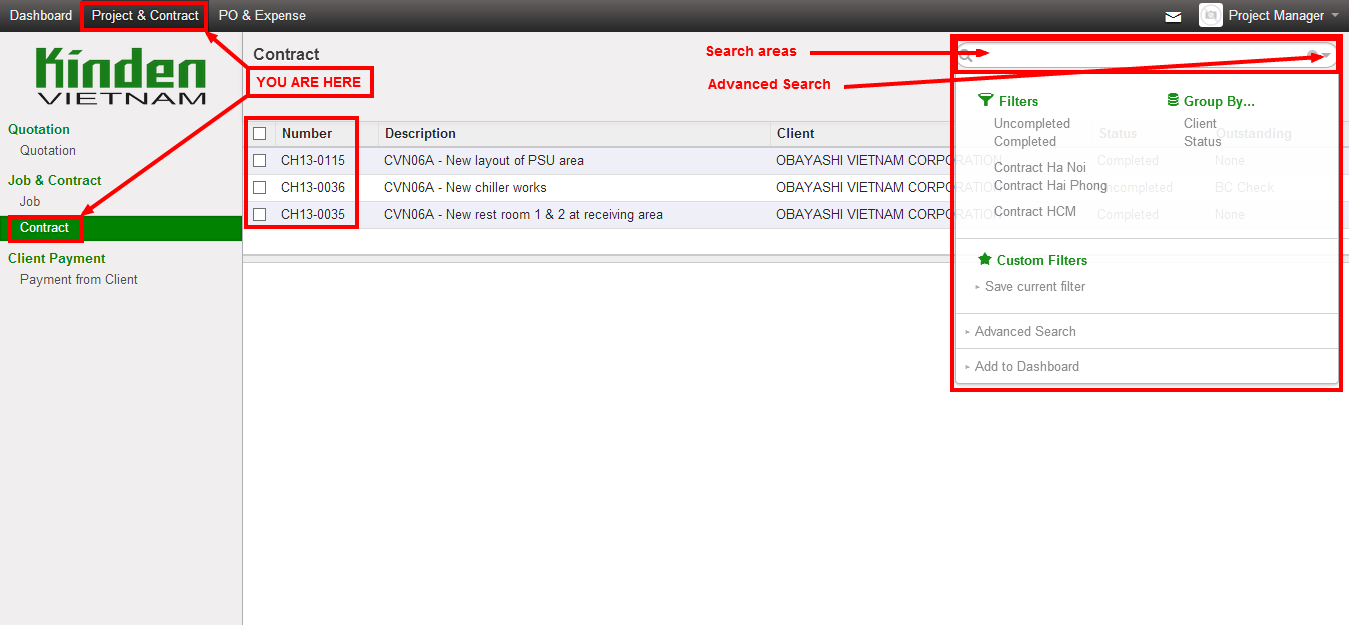 Dashboard Project & Contract PO & Expense Project Manager
Kinden
VIETNAM
YOU ARE HERE
Contract
Search areas
Advanced Search
Quotation
Quotation
Job & Contract
Job
Contract
Client Payment
Payment from Client
Number Description Client Status Outstanding
CH13-0115 CVN06A - New layout of PSU area OBAYASHI VIETNAM CORPORATION Completed None
CH13-0036 CVN06A - New chiller works OBAYASHI VIETNAM CORPORATION Uncompleted BC Check
CH13-0035 CVN06A - New rest room 1 & 2 at receiving area OBAYASHI VIETNAM CORPORATION Completed None
Filters
Uncompleted
Completed
Contract Ha Noi
Contract Hai Phong
Contract HCM
Group By...
Client
Status
Custom Filters
Save current filter
Advanced Search
Add to Dashboard